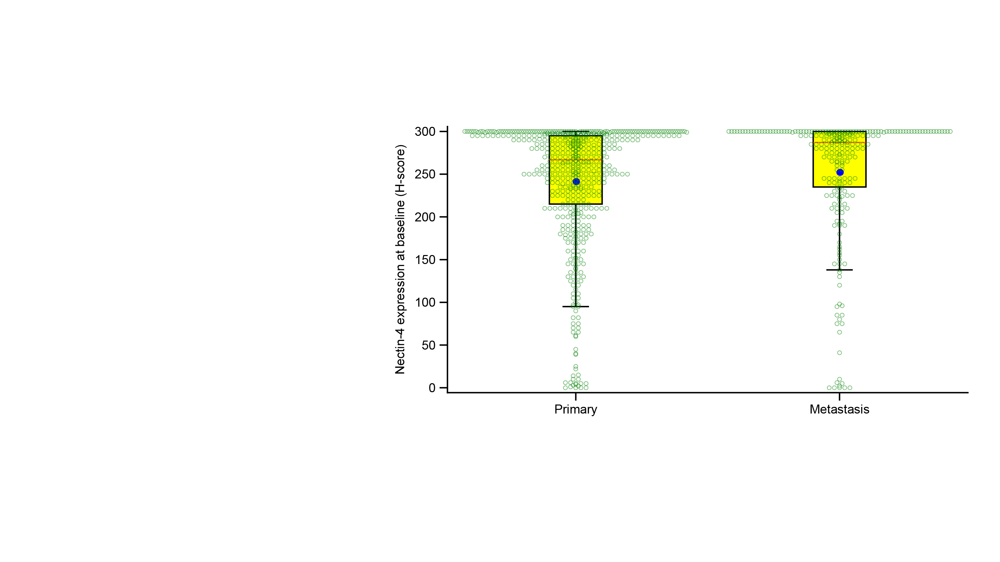 Nectin-4 expression at baseline (H-score)
300
250
200
150
100
50
0
Primary
Metastasis